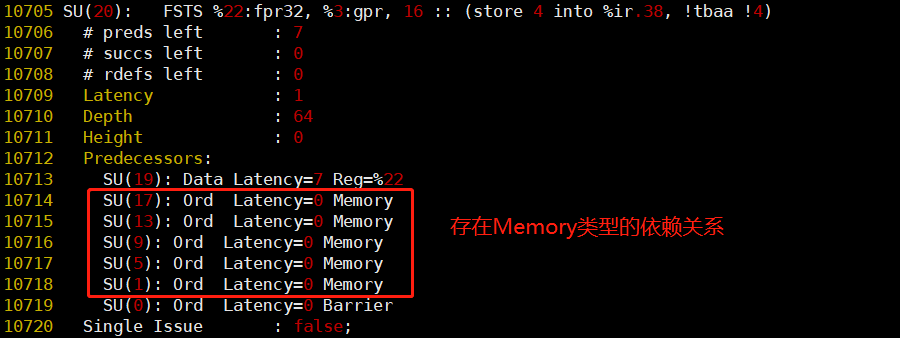 10705 SU(20):   FSTS %22:fpr32, %3:gpr, 16 :: (store 4 into %ir.38, !tbaa !4)
10706   # preds left       : 7
10707   # succs left       : 0
10708   # rdefs left       : 0
10709   Latency            : 1
10710   Depth              : 64
10711   Height             : 0
10712   Predecessors:
10713     SU(19): Data Latency=7 Reg=%22
10714     SU(17): Ord  Latency=0 Memory
10715     SU(13): Ord  Latency=0 Memory
10716     SU(9): Ord  Latency=0 Memory
10717     SU(5): Ord  Latency=0 Memory
10718     SU(1): Ord  Latency=0 Memory
存在Memory类型的依赖关系
10719     SU(0): Ord  Latency=0 Barrier
10720   Single Issue       : false;